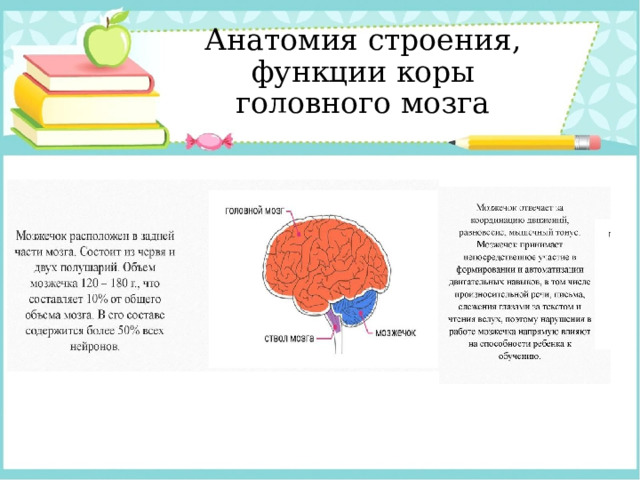 Анатомия строения,
функции коры
головного мозга
Мозжечок расположен в задней
части мозга. Состоит из червя и
двух полушарий. Объем
мозжечка 120 – 180 г., что
составляет 10% от общего
объема мозга. В его составе
содержится более 50% всех
нейронов.
головной мозг
мозжечок
ствол мозга
Мозжечок отвечает за
координацию движений,
равновесие, мышечный тонус.
Мозжечок принимает
непосредственное участие в
формировании и автоматизации
двигательных навыков, в том числе
произносительной речи, письма,
слежения глазами за текстом и
чтения вслух, поэтому нарушения в
работе мозжечка напрямую влияют
на способности ребенка к
обучению.